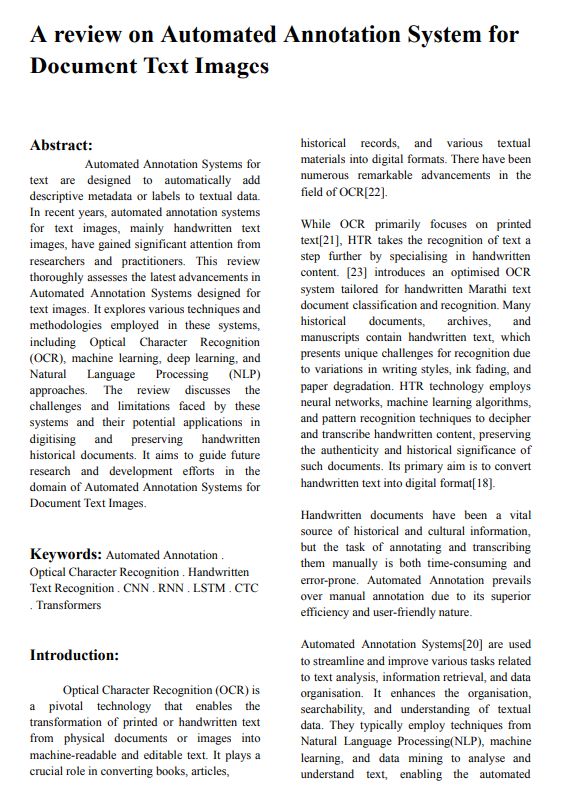 A review on Automated Annotation System for
Document Text Images
Abstract:
Automated Annotation Systems for
text are designed to automatically add
descriptive metadata or labels to textual data.
In recent years, automated annotation systems
for text images, mainly handwritten text
images, have gained significant attention from
researchers and practitioners. This review
thoroughly assesses the latest advancements in
Automated Annotation Systems designed for
text images. It explores various techniques and
methodologies employed in these systems,
including Optical Character Recognition
(OCR), machine learning, deep learning, and
Natural Language Processing (NLP)
approaches. The review discusses the
challenges and limitations faced by these
systems and their potential applications in
digitising and preserving handwritten
historical documents. It aims to guide future
research and development efforts in the
domain of Automated Annotation Systems for
Document Text Images.
Keywords: Automated Annotation .
Optical Character Recognition . Handwritten
Text Recognition . CNN . RNN . LSTM . CTC
. Transformers
Introduction:
Optical Character Recognition (OCR) is
a pivotal technology that enables the
transformation of printed or handwritten text
from physical documents or images into
machine-readable and editable text. It plays a
crucial role in converting books, articles,
historical records, and various textual
materials into digital formats. There have been
numerous remarkable advancements in the
field of OCR[22].
While OCR primarily focuses on printed
text[21], HTR takes the recognition of text a
step further by specialising in handwritten
content. [23] introduces an optimised OCR
system tailored for handwritten Marathi text
document classification and recognition. Many
historical documents, archives, and
manuscripts contain handwritten text, which
presents unique challenges for recognition due
to variations in writing styles, ink fading, and
paper degradation. HTR technology employs
neural networks, machine learning algorithms,
and pattern recognition techniques to decipher
and transcribe handwritten content, preserving
the authenticity and historical significance of
such documents. Its primary aim is to convert
handwritten text into digital format[18].
Handwritten documents have been a vital
source of historical and cultural information,
but the task of annotating and transcribing
them manually is both time-consuming and
error-prone. Automated Annotation prevails
over manual annotation due to its superior
efficiency and user-friendly nature.
Automated Annotation Systems[20] are used
to streamline and improve various tasks related
to text analysis, information retrieval, and data
organisation. It enhances the organisation,
searchability, and understanding of textual
data. They typically employ techniques from
Natural Language Processing(NLP), machine
learning, and data mining to analyse and
understand text, enabling the automated